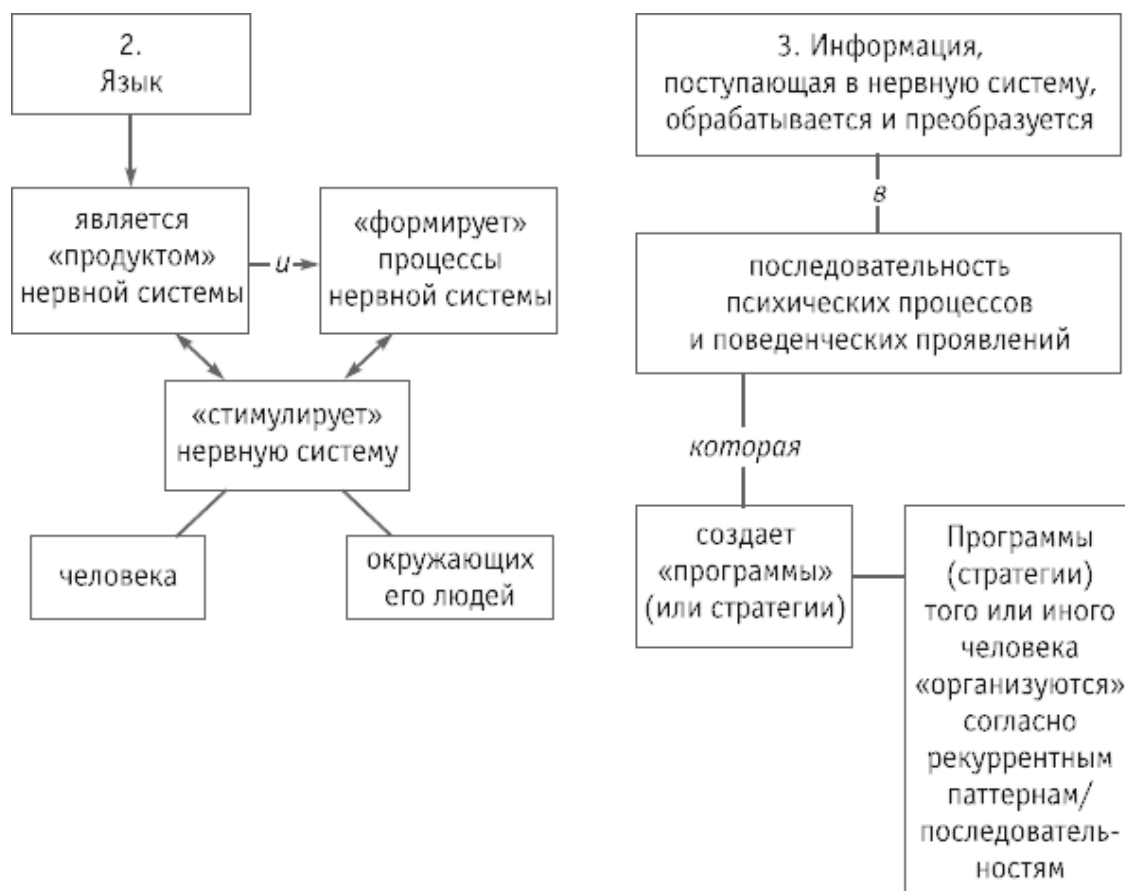 2.
Язык
является
«продуктом»
нервной системы
и
«формирует»
процессы
нервной системы
«стимулирует»
нервную систему
человека
окружающих
его людей
3. Информация,
поступающая в нервную систему,
обрабатывается и преобразуется
в
последовательность
психических процессов
и поведенческих проявлений
которая
создает
«программы»
(или стратегии)
Программы
(стратегии)
того или иного
человека
«организуются»
согласно
рекуррентным
паттернам/
последователь-
ностям